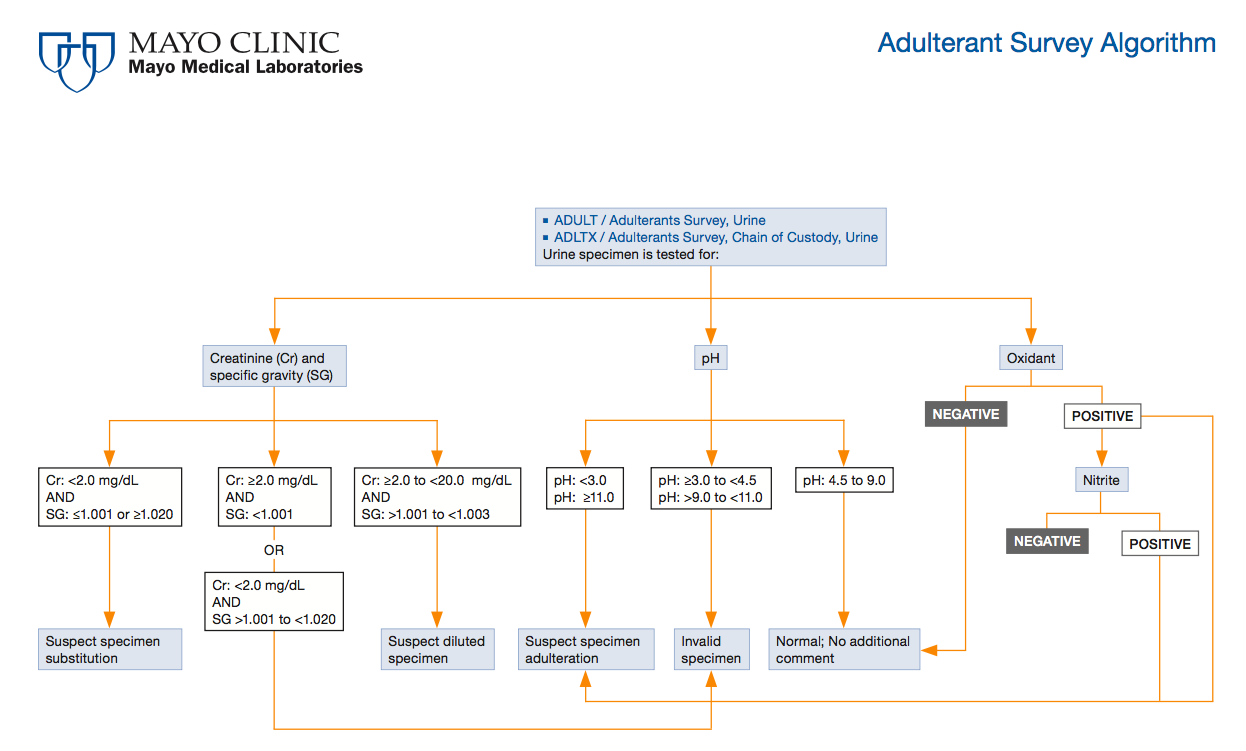 MAYO CLINIC
Mayo Medical Laboratories
Adulterant Survey Algorithm
▪ ADULT / Adulterants Survey, Urine
▪ ADLTX / Adulterants Survey, Chain of Custody, Urine
Urine specimen is tested for:
Creatinine (Cr) and
specific gravity (SG)
pH
Oxidant
NEGATIVE
POSITIVE
Cr: <2.0 mg/dL
AND
SG: ≤1.001 or ≥1.020
Cr: ≥2.0 mg/dL
AND
SG: <1.001
Cr: ≥2.0 to <20.0 mg/dL
AND
SG: >1.001 to <1.003
pH: <3.0
pH: ≥11.0
pH: ≥3.0 to <4.5
pH: >9.0 to <11.0
pH: 4.5 to 9.0
Nitrite
NEGATIVE
POSITIVE
OR
Cr: <2.0 mg/dL
AND
SG >1.001 to <1.020
Suspect specimen
substitution
Suspect diluted
specimen
Suspect specimen
adulteration
Invalid
specimen
Normal; No additional
comment